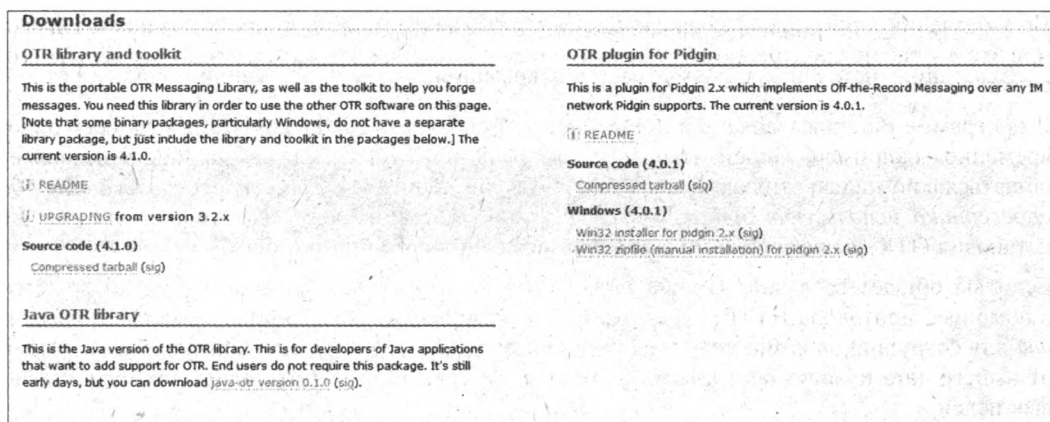 Downloads
OTR library and toolkit
This is the portable OTR Messaging Library, as well as the toolkit to help you forge
messages. You need this library in order to use the other OTR software on this page.
[Note that some binary packages, particularly Windows, do not have a separate
library package, but just include the library and toolkit in the packages below.] The
current version is 4.1.0.
README
UPGRADING from version 3.2.x
Source code (4.1.0)
Compressed tarball (sig)
Java OTR library
This is the Java version of the OTR library. This is for developers of Java applications
that want to add support for OTR. End users do not require this package. It's still
early days, but you can download java-otr version 0.1.0 (sig).
OTR plugin for Pidgin
This is a plugin for Pidgin 2.x which implements Off-the-Record Messaging over any IM
network Pidgin supports. The current version is 4.0.1.
README
Source code (4.0.1)
Compressed tarball (sig)
Windows (4.0.1)
Win32 installer for pidgin 2.x (sig)
Win32 zipfile (manual installation) for pidgin 2.x (sig)